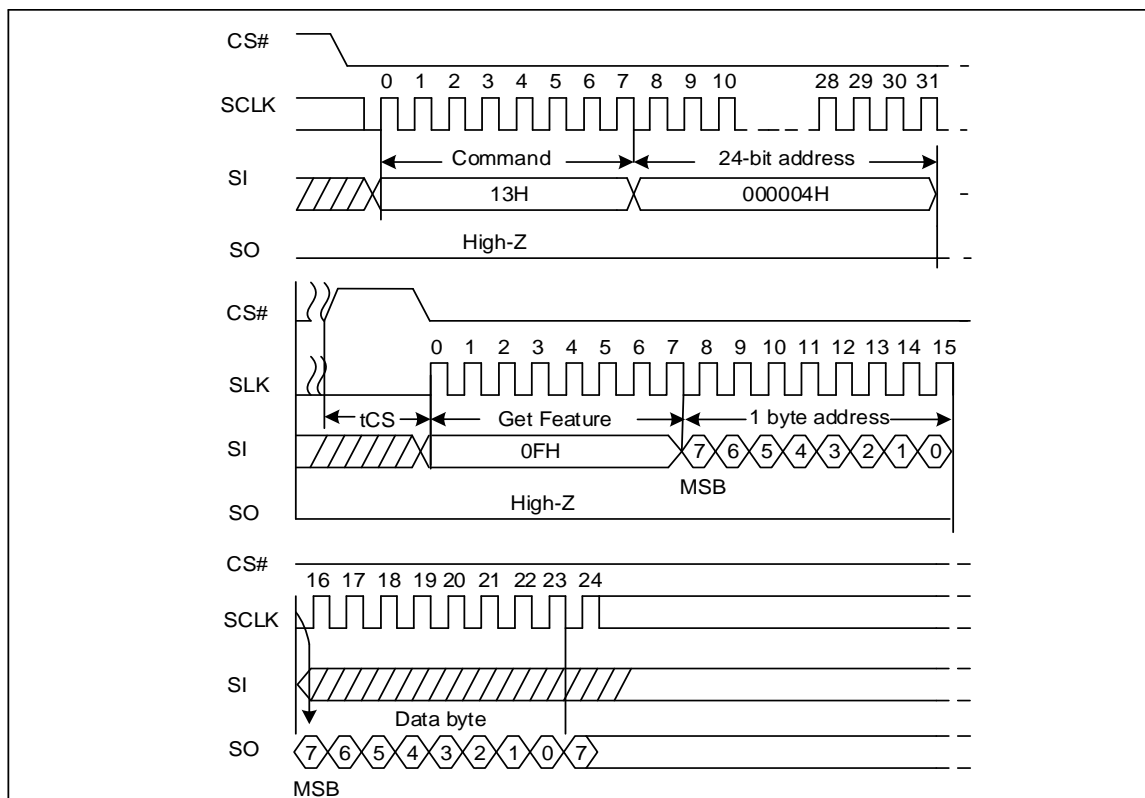 CS#
0 1 2 3 4 5 6 7 8 9 10 28 29 30 31
SCLK
Command 24-bit address
SI
13H 000004H
High-Z
SO
CS#
0 1 2 3 4 5 6 7 8 9 10 11 12 13 14 15
SLK
tCS Get Feature 1 byte address
SI
0FH 7 6 5 4 3 2 1 0
MSB
High-Z
SO
CS#
16 17 18 19 20 21 22 23 24
SCLK
SI
Data byte
SO 7 6 5 4 3 2 1 0 7
MSB